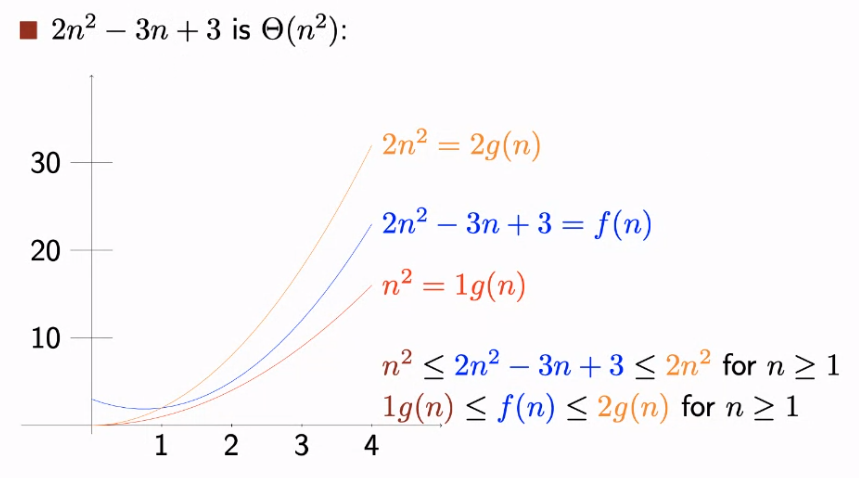 ■ 2n² − 3n + 3 is Θ(n²):
30
20
10
1 2 3 4
2n² = 2g(n)
2n² − 3n + 3 = f(n)
n² = 1g(n)
n² ≤ 2n² − 3n + 3 ≤ 2n² for n ≥ 1
1g(n) ≤ f(n) ≤ 2g(n) for n ≥ 1